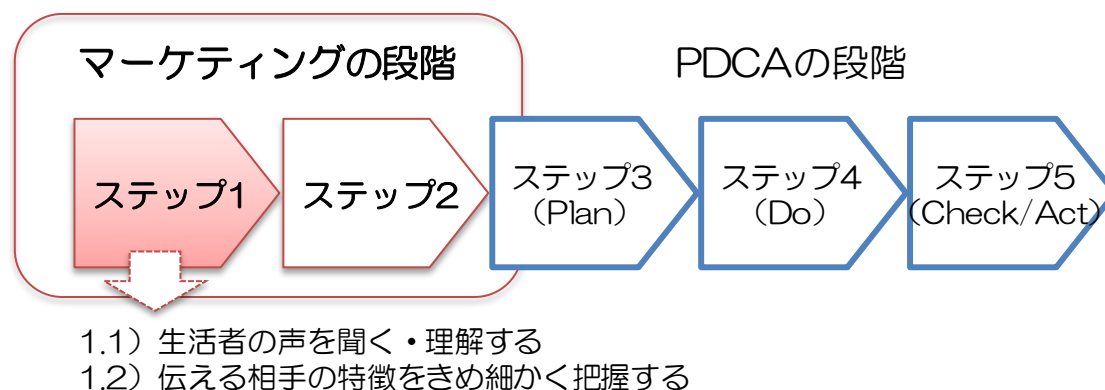 マーケティングの段階
PDCAの段階
ステップ1
ステップ2
ステップ3
（Plan）
ステップ4
（Do）
ステップ5
（Check/Act）
1.1）生活者の声を聞く・理解する
1.2）伝える相手の特徴をきめ細かく把握する